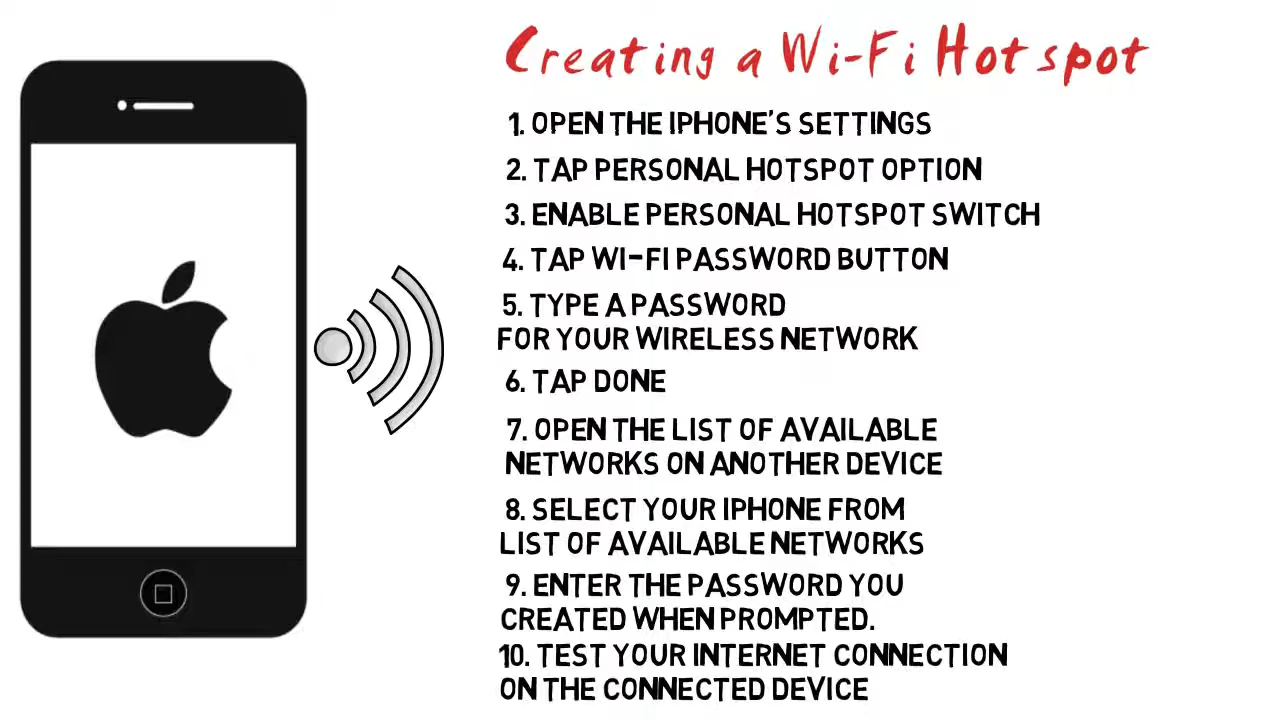 Creating a Wi-Fi Hotspot
1. OPEN THE IPHONE'S SETTINGS
2. TAP PERSONAL HOTSPOT OPTION
3. ENABLE PERSONAL HOTSPOT SWITCH
4. TAP WI-FI PASSWORD BUTTON
5. TYPE A PASSWORD
FOR YOUR WIRELESS NETWORK
6. TAP DONE
7. OPEN THE LIST OF AVAILABLE
NETWORKS ON ANOTHER DEVICE
8. SELECT YOUR IPHONE FROM
LIST OF AVAILABLE NETWORKS
9. ENTER THE PASSWORD YOU
CREATED WHEN PROMPTED.
10. TEST YOUR INTERNET CONNECTION
ON THE CONNECTED DEVICE